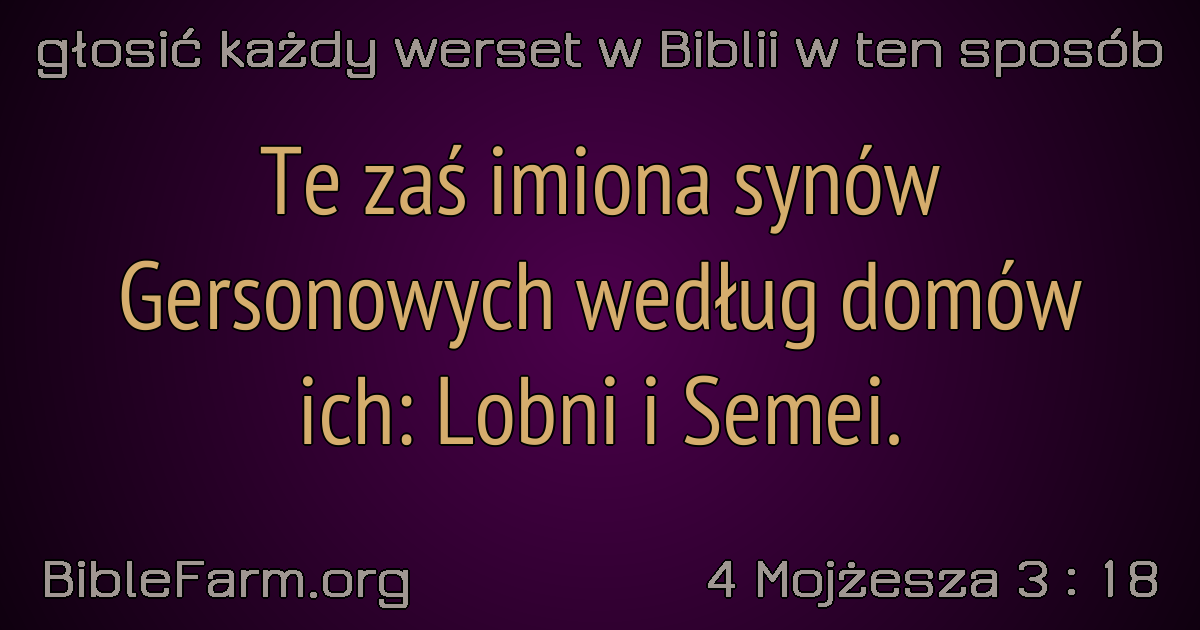 głosić każdy werset w Biblii w ten sposób
Te zaś imiona synów
Gersonowych według domów
ich: Lobni i Semei.
BibleFarm.org
4 Mojżesza 3 : 18